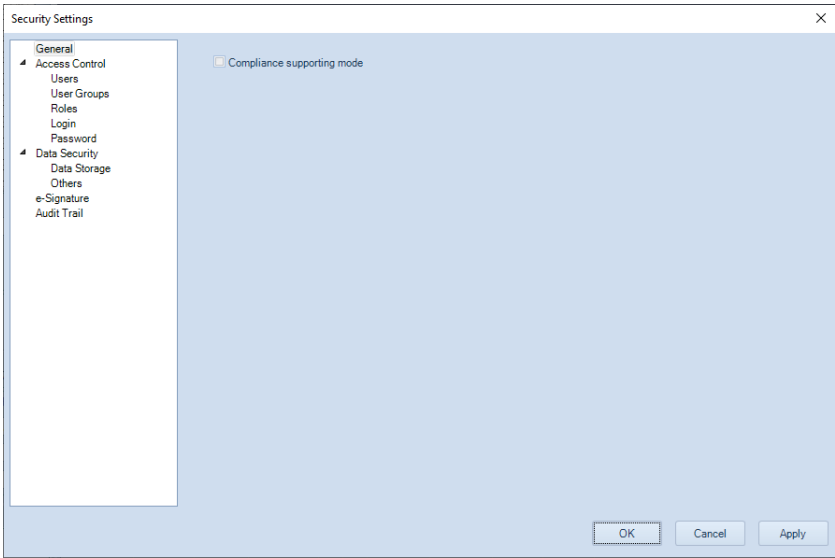 Security Settings
General
Access Control
Users
User Groups
Roles
Login
Password
Data Security
Data Storage
Others
e-Signature
Audit Trail
Compliance supporting mode
OK
Cancel
Apply